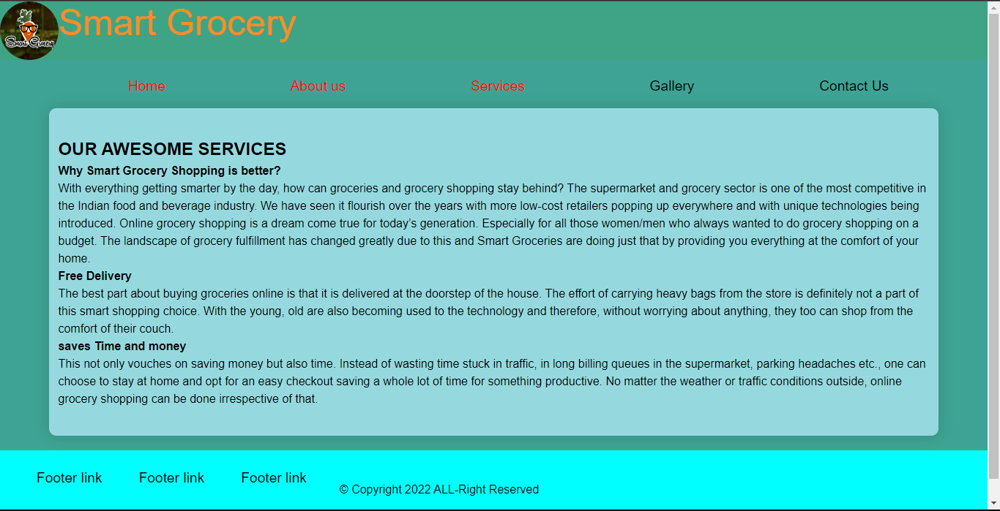 Smart Grocery
Smart Grocery
Home About us Services Gallery Contact Us
OUR AWESOME SERVICES
Why Smart Grocery Shopping is better?
With everything getting smarter by the day, how can groceries and grocery shopping stay behind? The supermarket and grocery sector is one of the most competitive in
the Indian food and beverage industry. We have seen it flourish over the years with more low-cost retailers popping up everywhere and with unique technologies being
introduced. Online grocery shopping is a dream come true for today’s generation. Especially for all those women/men who always wanted to do grocery shopping on a
budget. The landscape of grocery fulfillment has changed greatly due to this and Smart Groceries are doing just that by providing you everything at the comfort of your
home.
Free Delivery
The best part about buying groceries online is that it is delivered at the doorstep of the house. The effort of carrying heavy bags from the store is definitely not a part of
this smart shopping choice. With the young, old are also becoming used to the technology and therefore, without worrying about anything, they too can shop from the
comfort of their couch.
saves Time and money
This not only vouches on saving money but also time. Instead of wasting time stuck in traffic, in long billing queues in the supermarket, parking headaches etc., one can
choose to stay at home and opt for an easy checkout saving a whole lot of time for something productive. No matter the weather or traffic conditions outside, online
grocery shopping can be done irrespective of that.
Footer link Footer link Footer link
© Copyright 2022 ALL-Right Reserved